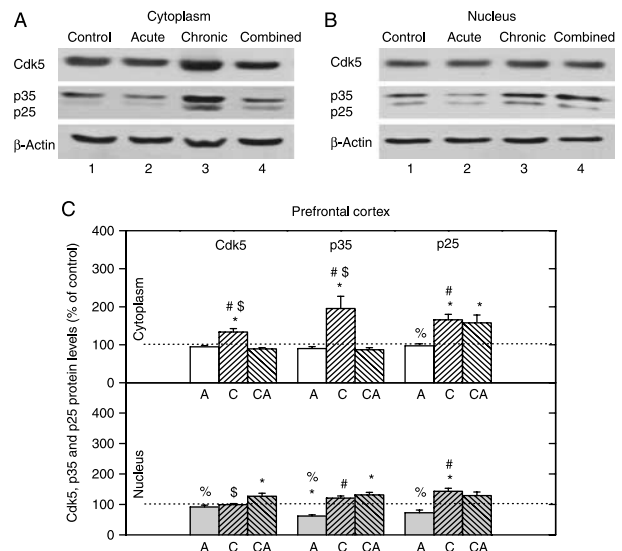 A
Cytoplasm
Control Acute Chronic Combined
Cdk5
p35
p25
β-Actin
1 2 3 4
B
Nucleus
Control Acute Chronic Combined
Cdk5
p35
p25
β-Actin
1 2 3 4
C
Prefrontal cortex
Cdk5, p35 and p25 protein levels (% of control)
Cytoplasm
400
300
200
100
0
Cdk5 p35 p25
# $
*
# $
*
%
#
*
*
A C CA A C CA A C CA
Nucleus
400
300
200
100
0
% $ *
%
*
# *
%
#
*
A C CA A C CA A C CA